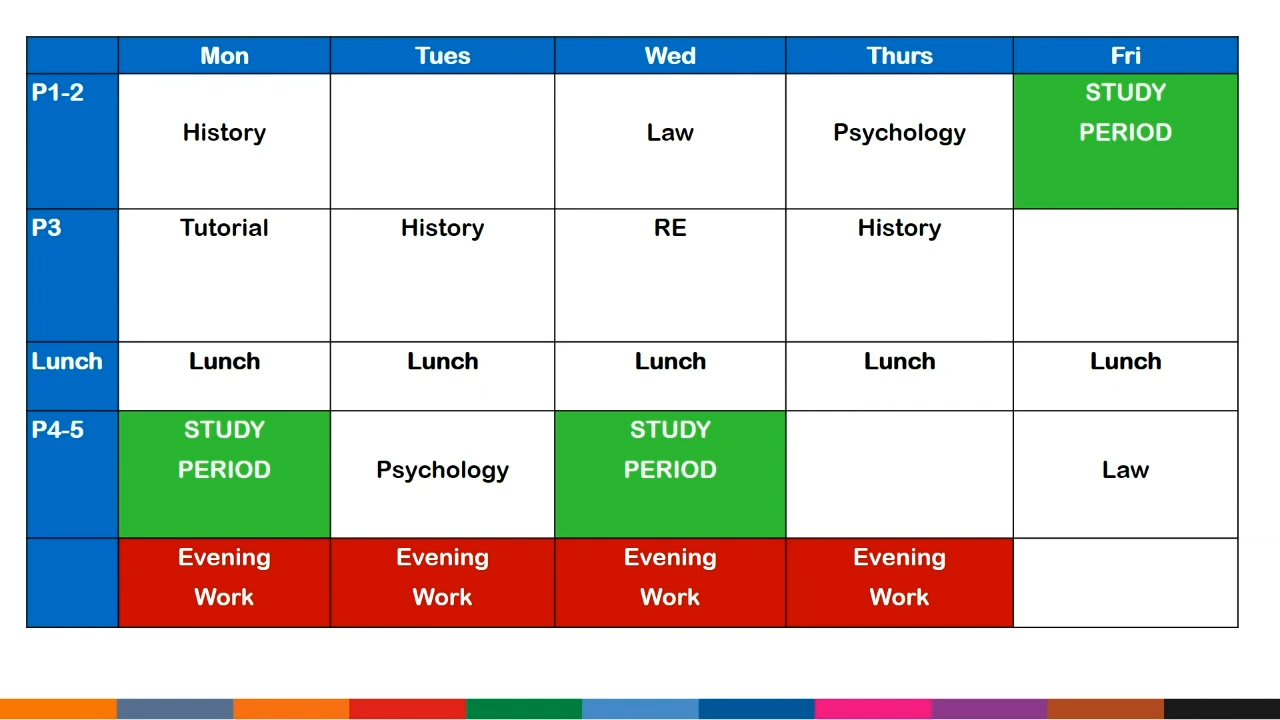 Mon Tues Wed Thurs Fri
P1-2 History Law Psychology STUDY PERIOD
P3 Tutorial History RE History
Lunch Lunch Lunch Lunch Lunch Lunch
P4-5 STUDY PERIOD Psychology STUDY PERIOD Law
Evening Work Evening Work Evening Work Evening Work